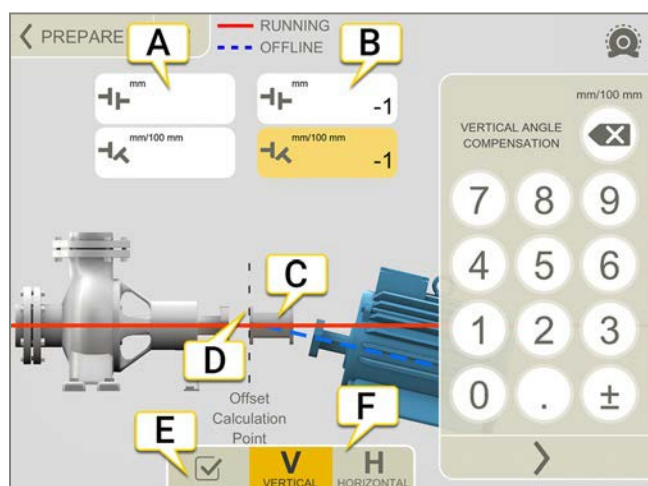 PREPARE
RUNNING
OFFLINE
A
B
mm
mm
-1
mm/100 mm
mm/100 mm
-1
mm/100 mm
VERTICAL ANGLE
COMPENSATION
7 8 9
4 5 6
1 2 3
0 . ±
C
D
Offset
Calculation
Point
E
F
V
VERTICAL
H
HORIZONTAL